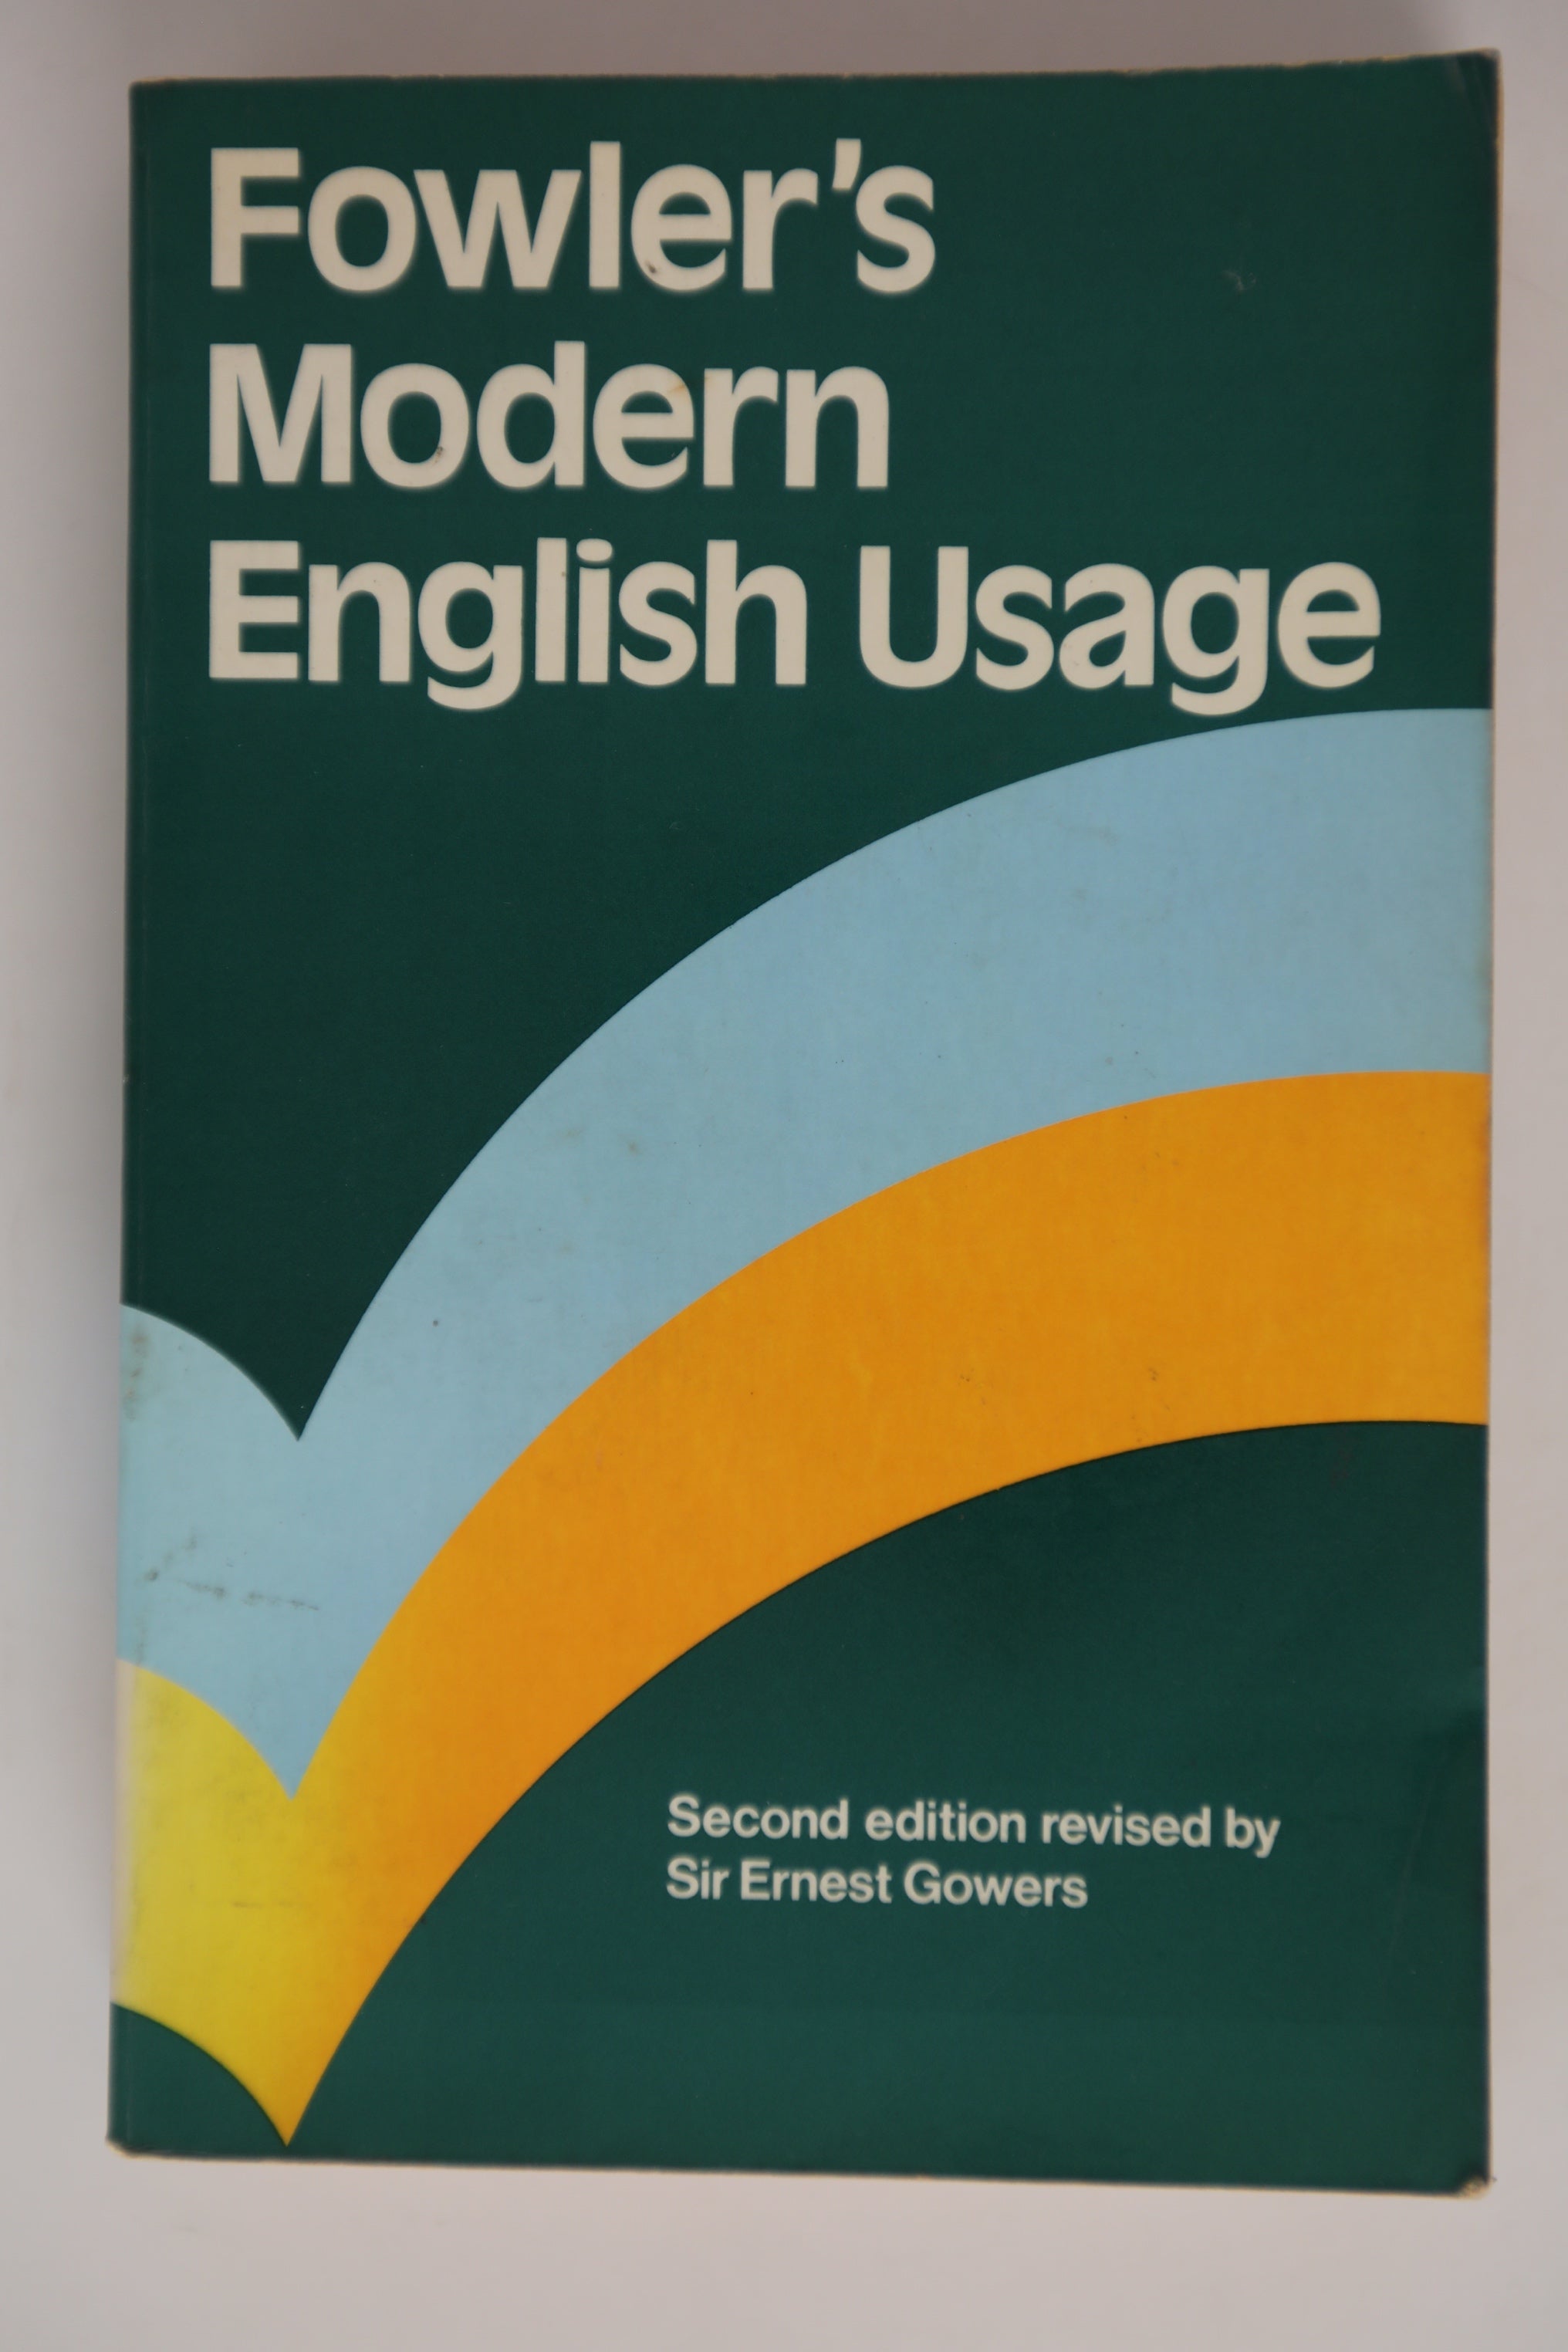 Fowler’s
Modern
English Usage
Second edition revised by
Sir Ernest Gowers